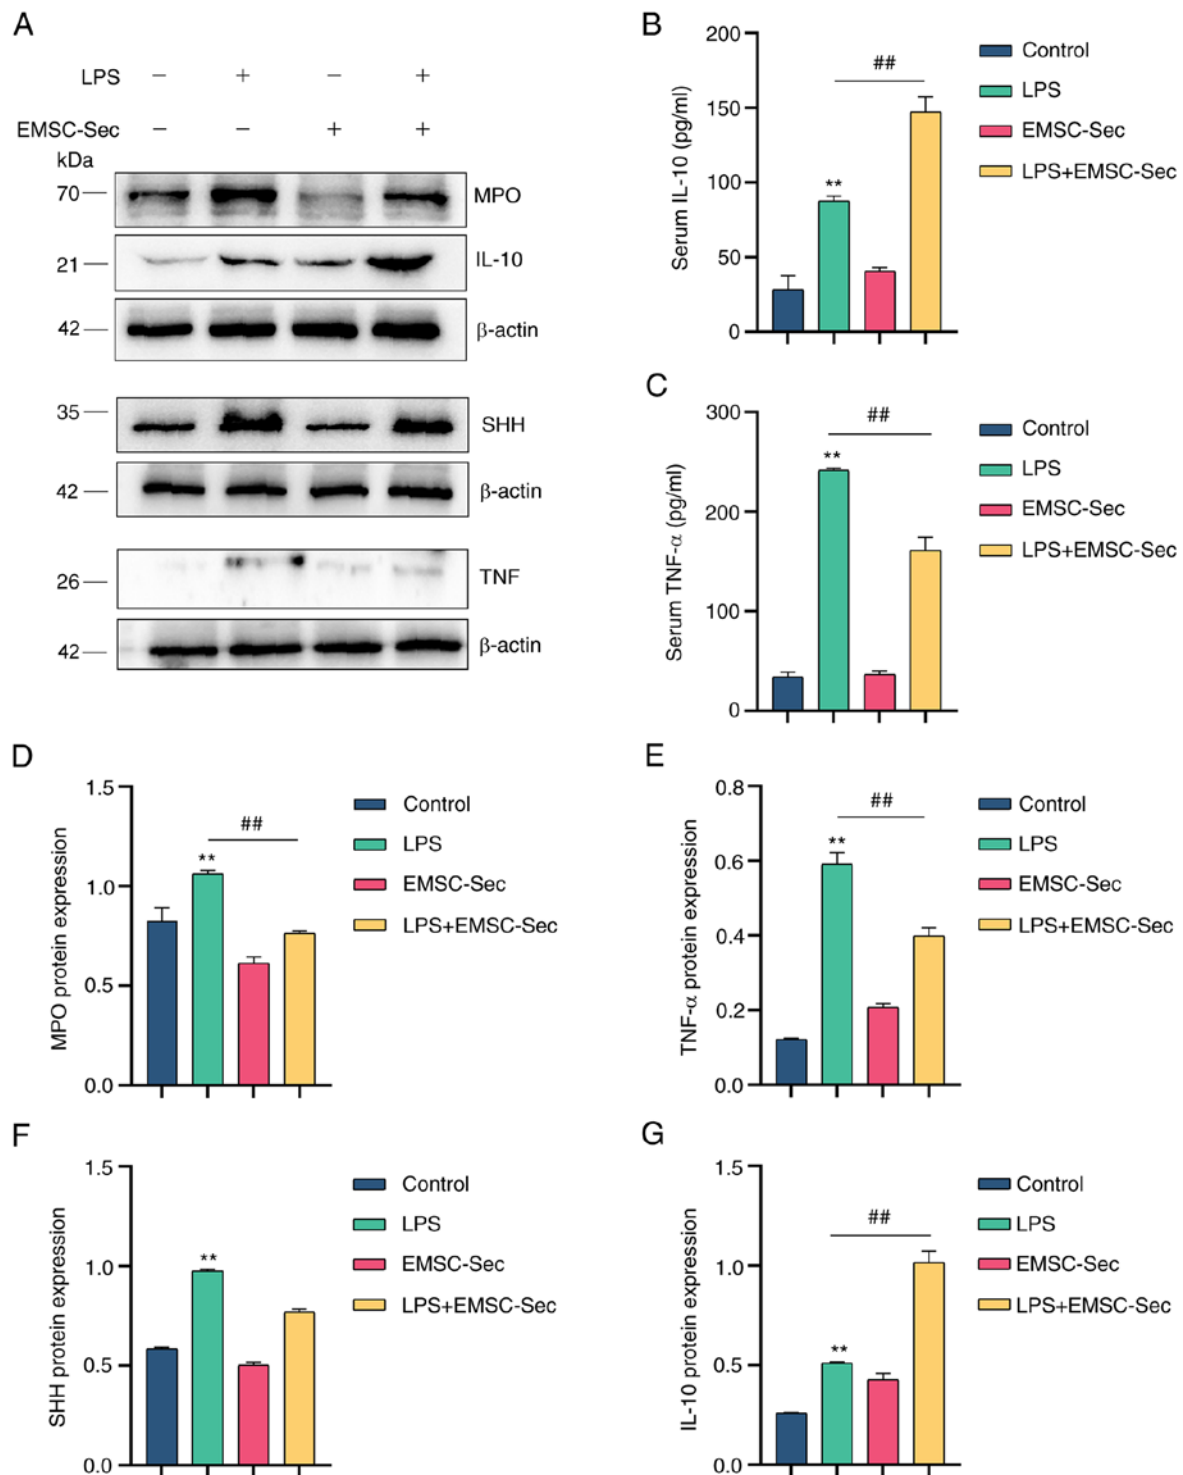 A
LPS − + − +
EMSC-Sec − − + +
kDa
70 MPO
21 IL-10
42 β-actin
35 SHH
42 β-actin
26 TNF
42 β-actin
B
Serum IL-10 (pg/ml)
200
150
100
50
0
**
##
Control
LPS
EMSC-Sec
LPS+EMSC-Sec
C
Serum TNF-α (pg/ml)
300
200
100
0
**
##
Control
LPS
EMSC-Sec
LPS+EMSC-Sec
D
MPO protein expression
1.5
1.0
0.5
0.0
**
##
Control
LPS
EMSC-Sec
LPS+EMSC-Sec
E
TNF-α protein expression
0.8
0.6
0.4
0.2
0.0
**
##
Control
LPS
EMSC-Sec
LPS+EMSC-Sec
F
SHH protein expression
1.5
1.0
0.5
0.0
**
Control
LPS
EMSC-Sec
LPS+EMSC-Sec
G
IL-10 protein expression
1.5
1.0
0.5
0.0
**
##
Control
LPS
EMSC-Sec
LPS+EMSC-Sec